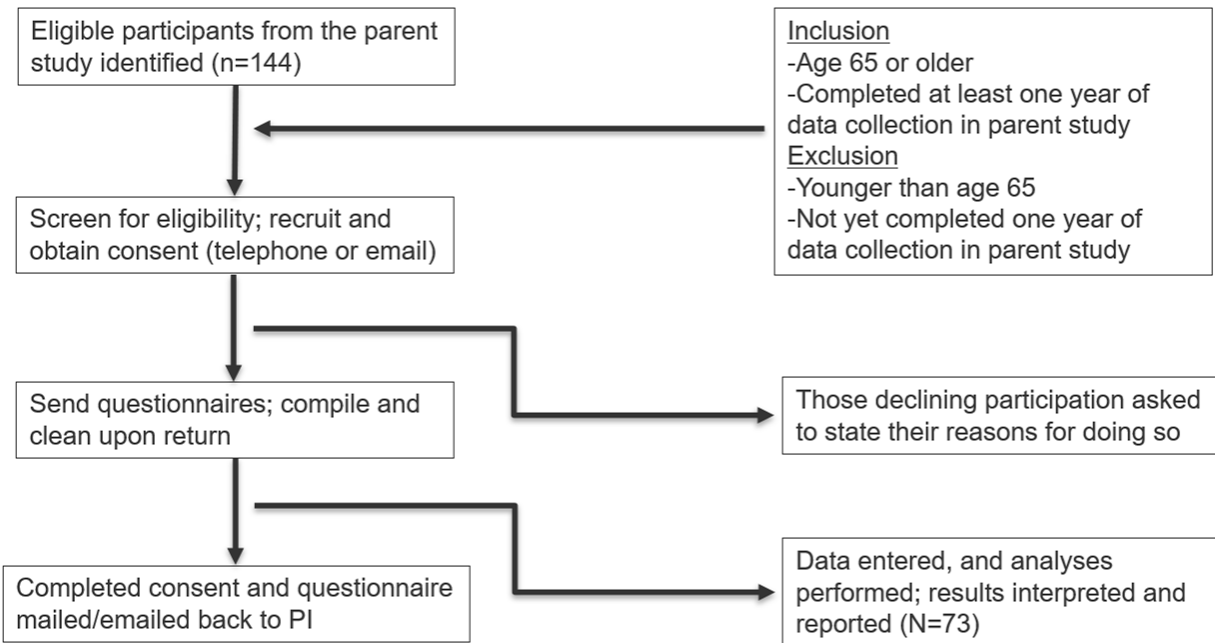 Eligible participants from the parent
study identified (n=144)
Inclusion
-Age 65 or older
-Completed at least one year of
data collection in parent study
Exclusion
-Younger than age 65
-Not yet completed one year of
data collection in parent study
Screen for eligibility; recruit and
obtain consent (telephone or email)
Send questionnaires; compile and
clean upon return
Those declining participation asked
to state their reasons for doing so
Completed consent and questionnaire
mailed/emailed back to PI
Data entered, and analyses
performed; results interpreted and
reported (N=73)